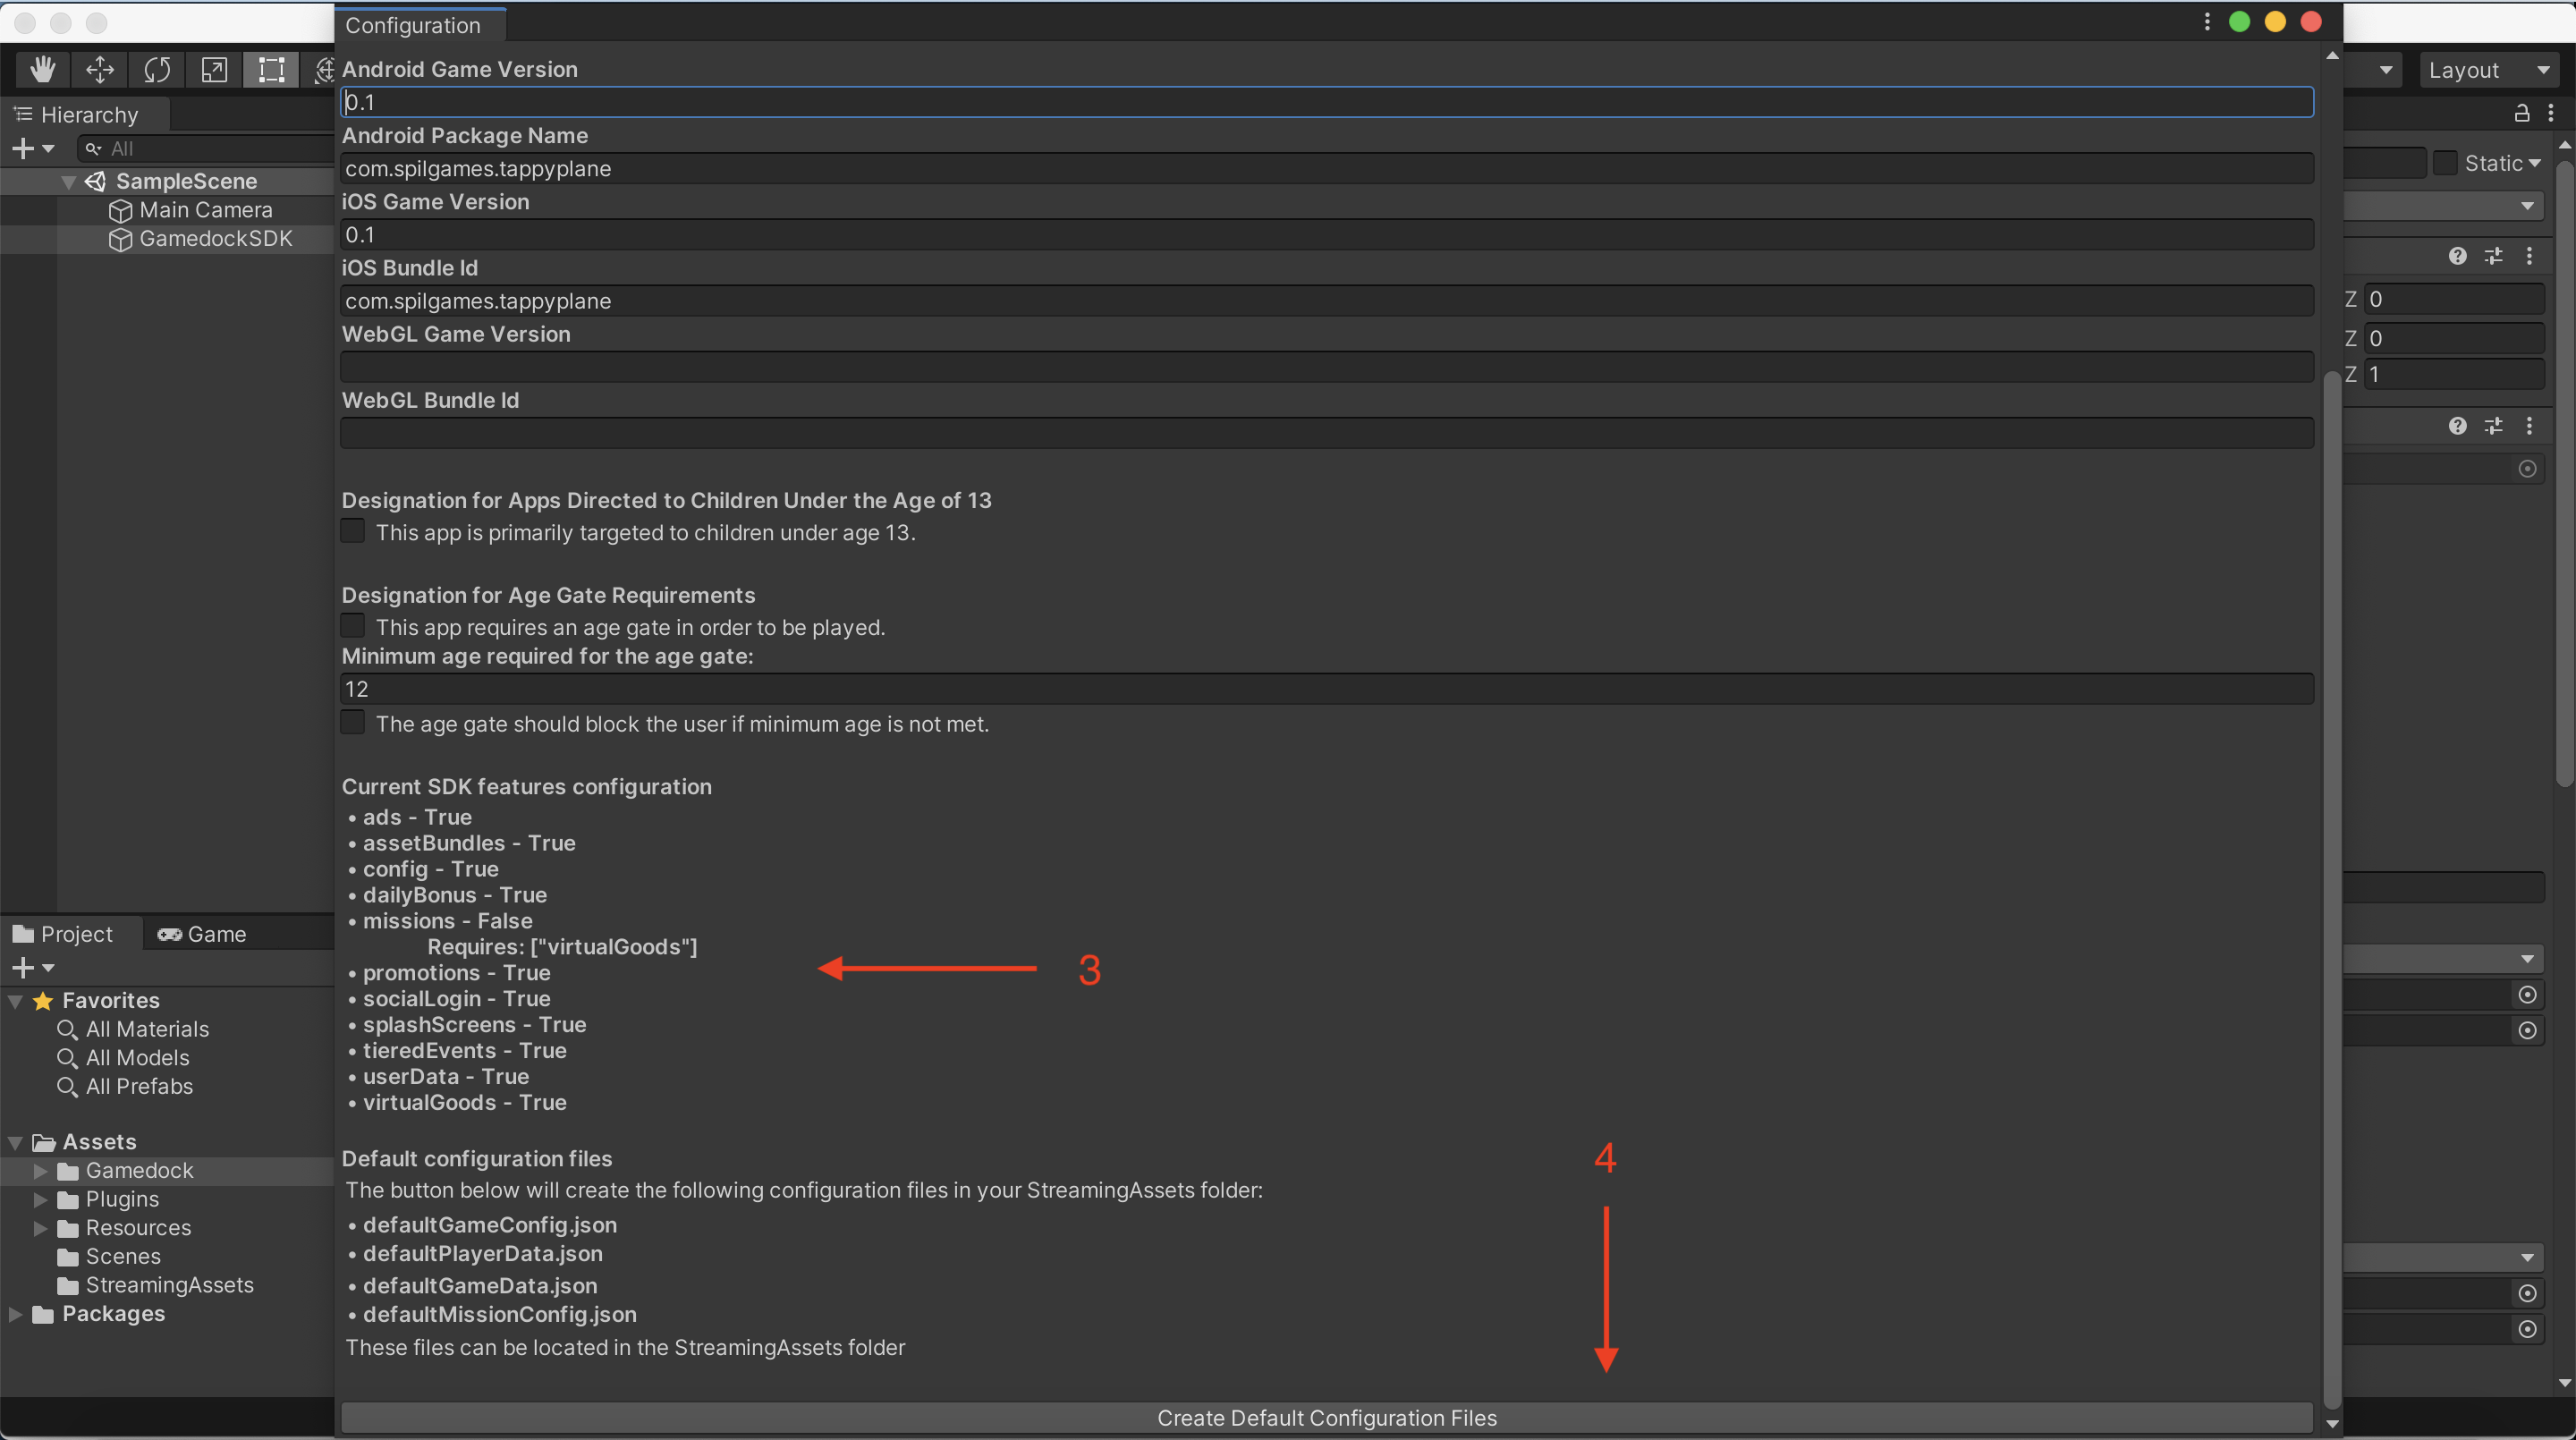 Configuration
Layout
Hierarchy
All
SampleScene
Main Camera
GamedockSDK
Android Game Version
0.1
Android Package Name
com.spilgames.tappyplane
iOS Game Version
0.1
iOS Bundle Id
com.spilgames.tappyplane
WebGL Game Version
WebGL Bundle Id
Designation for Apps Directed to Children Under the Age of 13
This app is primarily targeted to children under age 13.
Designation for Age Gate Requirements
This app requires an age gate in order to be played.
Minimum age required for the age gate:
12
The age gate should block the user if minimum age is not met.
Current SDK features configuration
• ads - True
• assetBundles - True
• config - True
• dailyBonus - True
• missions - False
Requires: ["virtualGoods"]
• promotions - True
• socialLogin - True
• splashScreens - True
• tieredEvents - True
• userData - True
• virtualGoods - True
3
4
Default configuration files
The button below will create the following configuration files in your StreamingAssets folder:
• defaultGameConfig.json
• defaultPlayerData.json
• defaultGameData.json
• defaultMissionConfig.json
These files can be located in the StreamingAssets folder
Create Default Configuration Files
Project
Game
Favorites
All Materials
All Models
All Prefabs
Assets
Gamedock
Plugins
Resources
Scenes
StreamingAssets
Packages
Static
Z 0
Z 0
Z 1